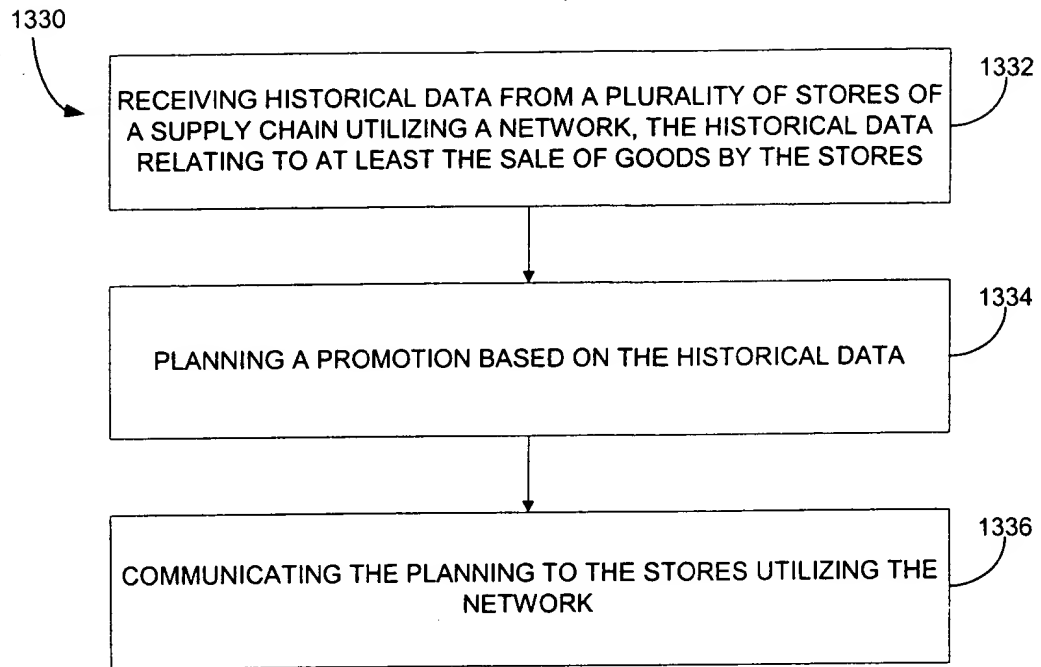 1330
1332
RECEIVING HISTORICAL DATA FROM A PLURALITY OF STORES OF
A SUPPLY CHAIN UTILIZING A NETWORK, THE HISTORICAL DATA
RELATING TO AT LEAST THE SALE OF GOODS BY THE STORES
1334
PLANNING A PROMOTION BASED ON THE HISTORICAL DATA
1336
COMMUNICATING THE PLANNING TO THE STORES UTILIZING THE
NETWORK